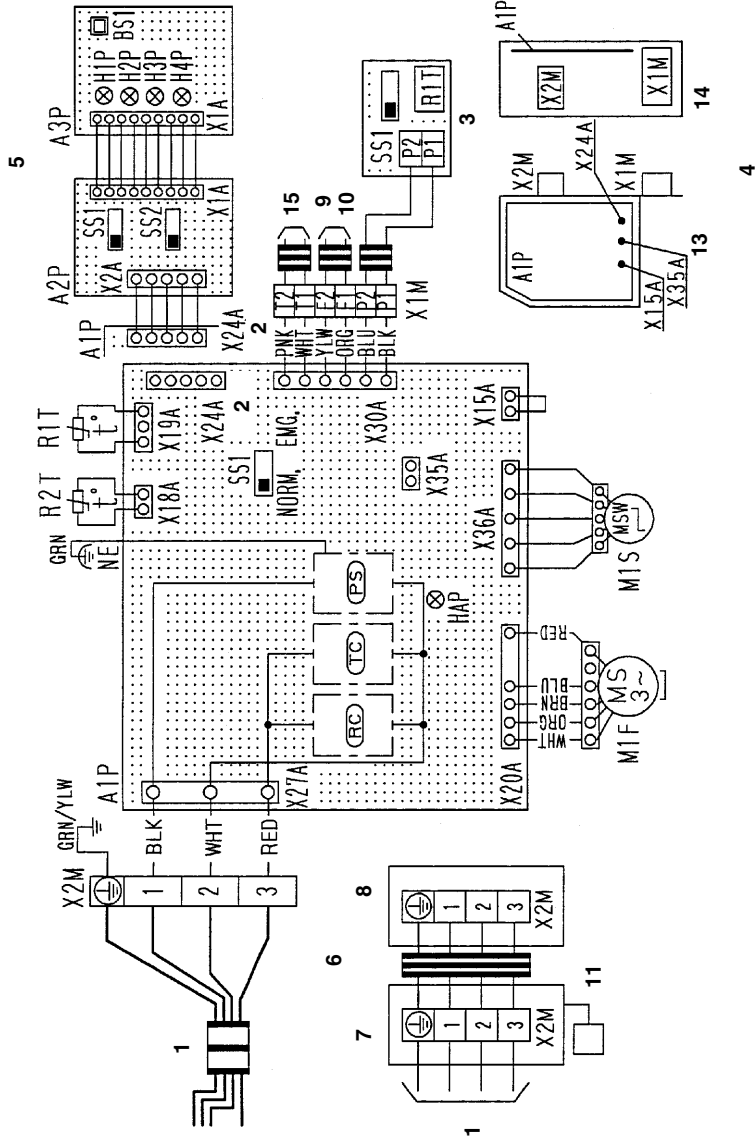 1
X2M
1
2
3
GRN/YLW
BLK
WHT
RED
A1P
X27A
RC
TC
PS
HAP
GRN
NE
R2T
X18A
R1T
X19A
X24A
2
SS1
EMG.
NORM.
X35A
X30A
X15A
X36A
X20A
WHT
ORG
BRN
BLU
RED
MS
3~
M1F
MSW
M1S
2
PNK
WHT
YLW
ORG
BLU
BLK
T2
T1
F2
F1
P2
P1
X1M
15
9
10
A1P
X24A
5
A2P
X2A
SS1
SS2
X1A
A3P
BS1
H1P
H2P
H3P
H4P
X1A
SS1
P2
P1
R1T
3
1
7
1
2
3
X2M
6
8
1
2
3
X2M
11
4
A1P
X2M
X1M
X15A
X35A
X24A
13
A1P
X2M
X1M
14